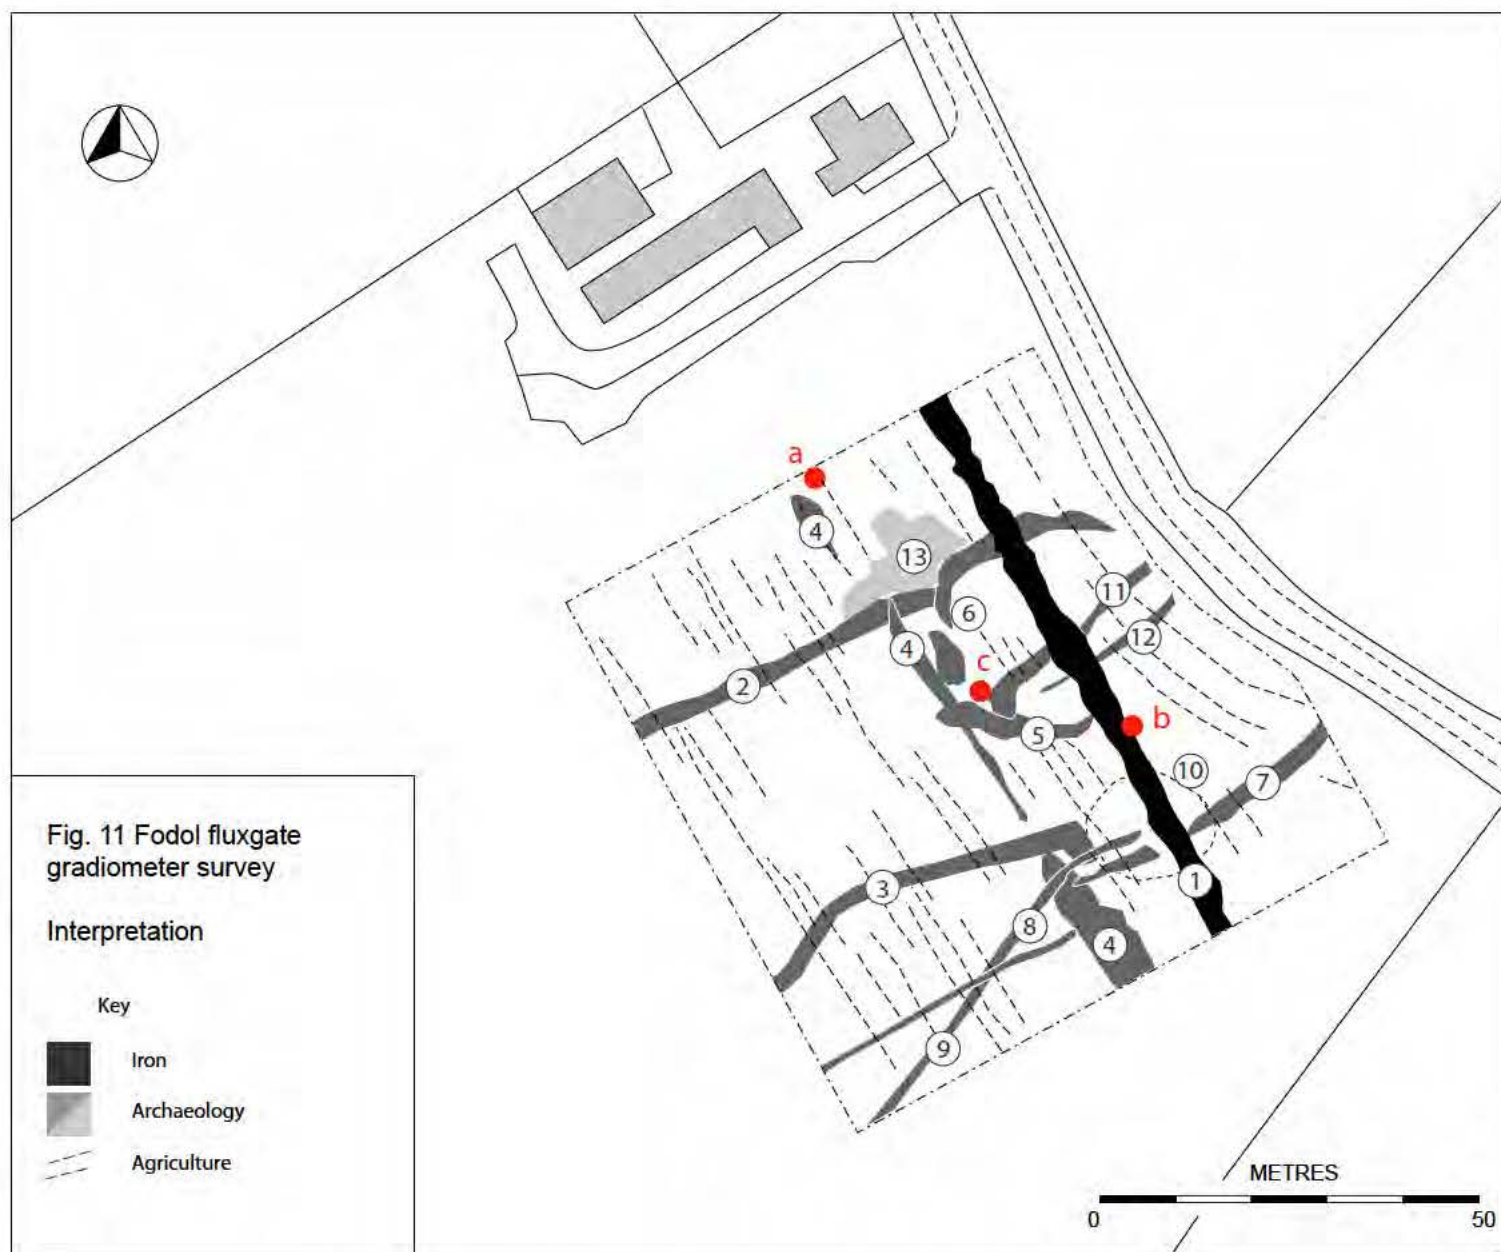 a
4
13
6
11
12
4
c
2
b
5
10
7
3
1
8
4
9
Fig. 11 Fodol fluxgate
gradiometer survey
Interpretation
Key
Iron
Archaeology
Agriculture
METRES
0 50